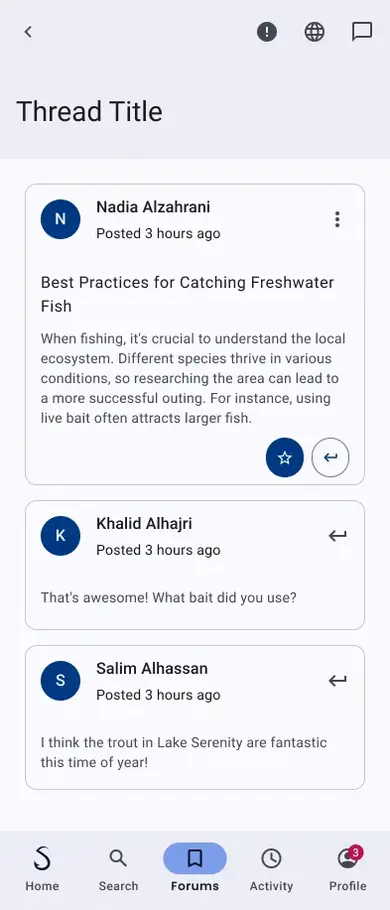 Thread Title
N
Nadia Alzahrani
Posted 3 hours ago
Best Practices for Catching Freshwater
Fish
When fishing, it's crucial to understand the local
ecosystem. Different species thrive in various
conditions, so researching the area can lead to
a more successful outing. For instance, using
live bait often attracts larger fish.
K
Khalid Alhajri
Posted 3 hours ago
That's awesome! What bait did you use?
S
Salim Alhassan
Posted 3 hours ago
I think the trout in Lake Serenity are fantastic
this time of year!
3
Home Search Forums Activity Profile